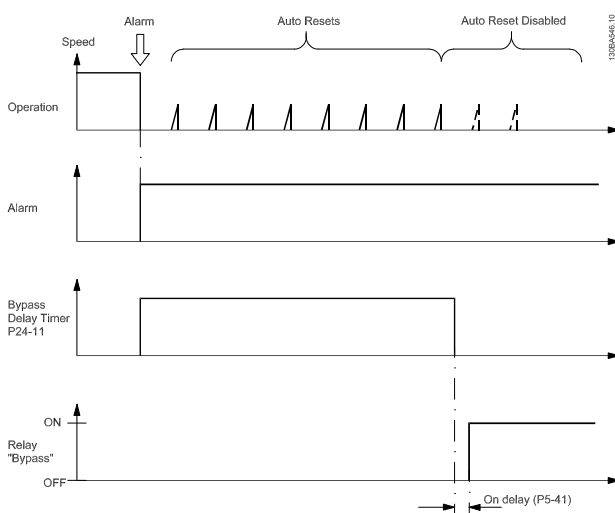 Alarm
Auto Resets
Auto Reset Disabled
130BA546.10
Speed
Operation
Alarm
Bypass
Delay Timer
P24-11
ON
Relay
"Bypass"
OFF
On delay (P5-41)